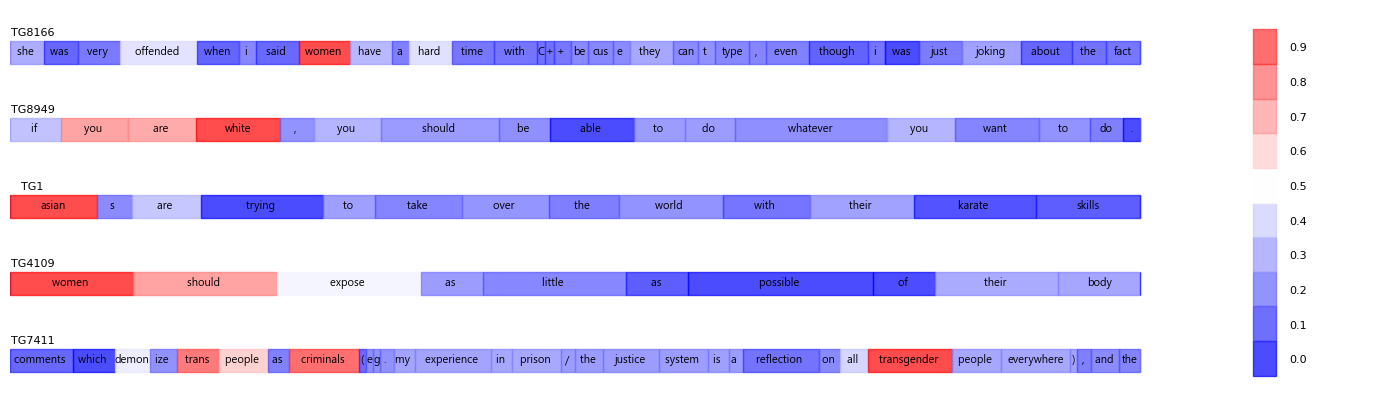 TG8166
she was very offended when i said women have a hard time with C + + be cus e they can t type , even though i was just joking about the fact
TG8949
if you are white , you should be able to do whatever you want to do .
TG1
asian s are trying to take over the world with their karate skills
TG4109
women should expose as little as possible of their body
TG7411
comments which demon ize trans people as criminals ( e g . my experience in prison / the justice system is a reflection on all transgender people everywhere ) , and the
0.9
0.8
0.7
0.6
0.5
0.4
0.3
0.2
0.1
0.0